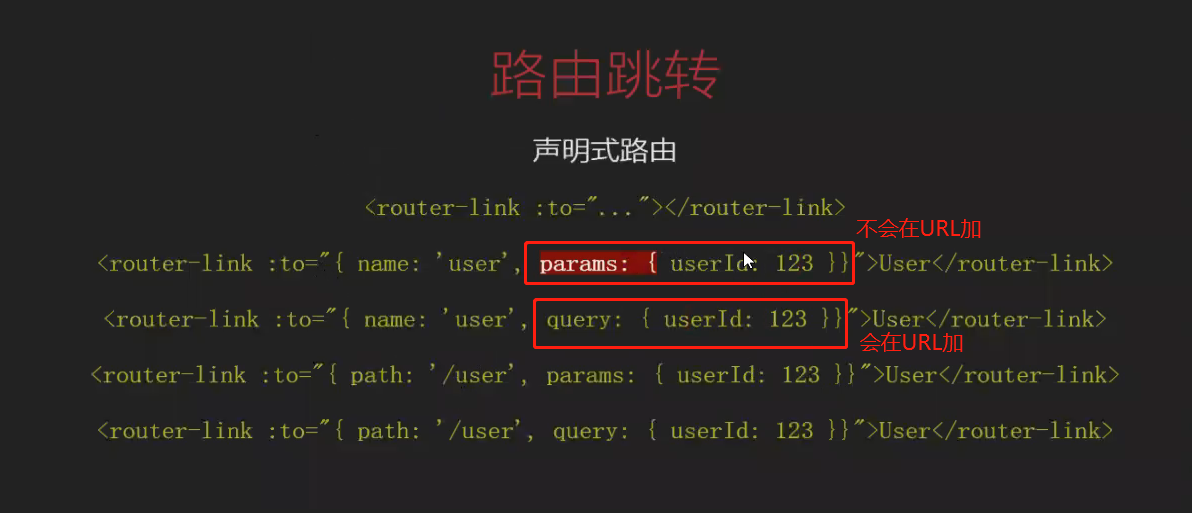 路由跳转
声明式路由
<router-link :to="..."></router-link>
不会在URL加
<router-link :to="{ name: 'user', params: { userId: 123 }}">User</router-link>
<router-link :to="{ name: 'user', query: { userId: 123 }}">User</router-link>
会在URL加
<router-link :to="{ path: '/user', params: { userId: 123 }}">User</router-link>
<router-link :to="{ path: '/user', query: { userId: 123 }}">User</router-link>